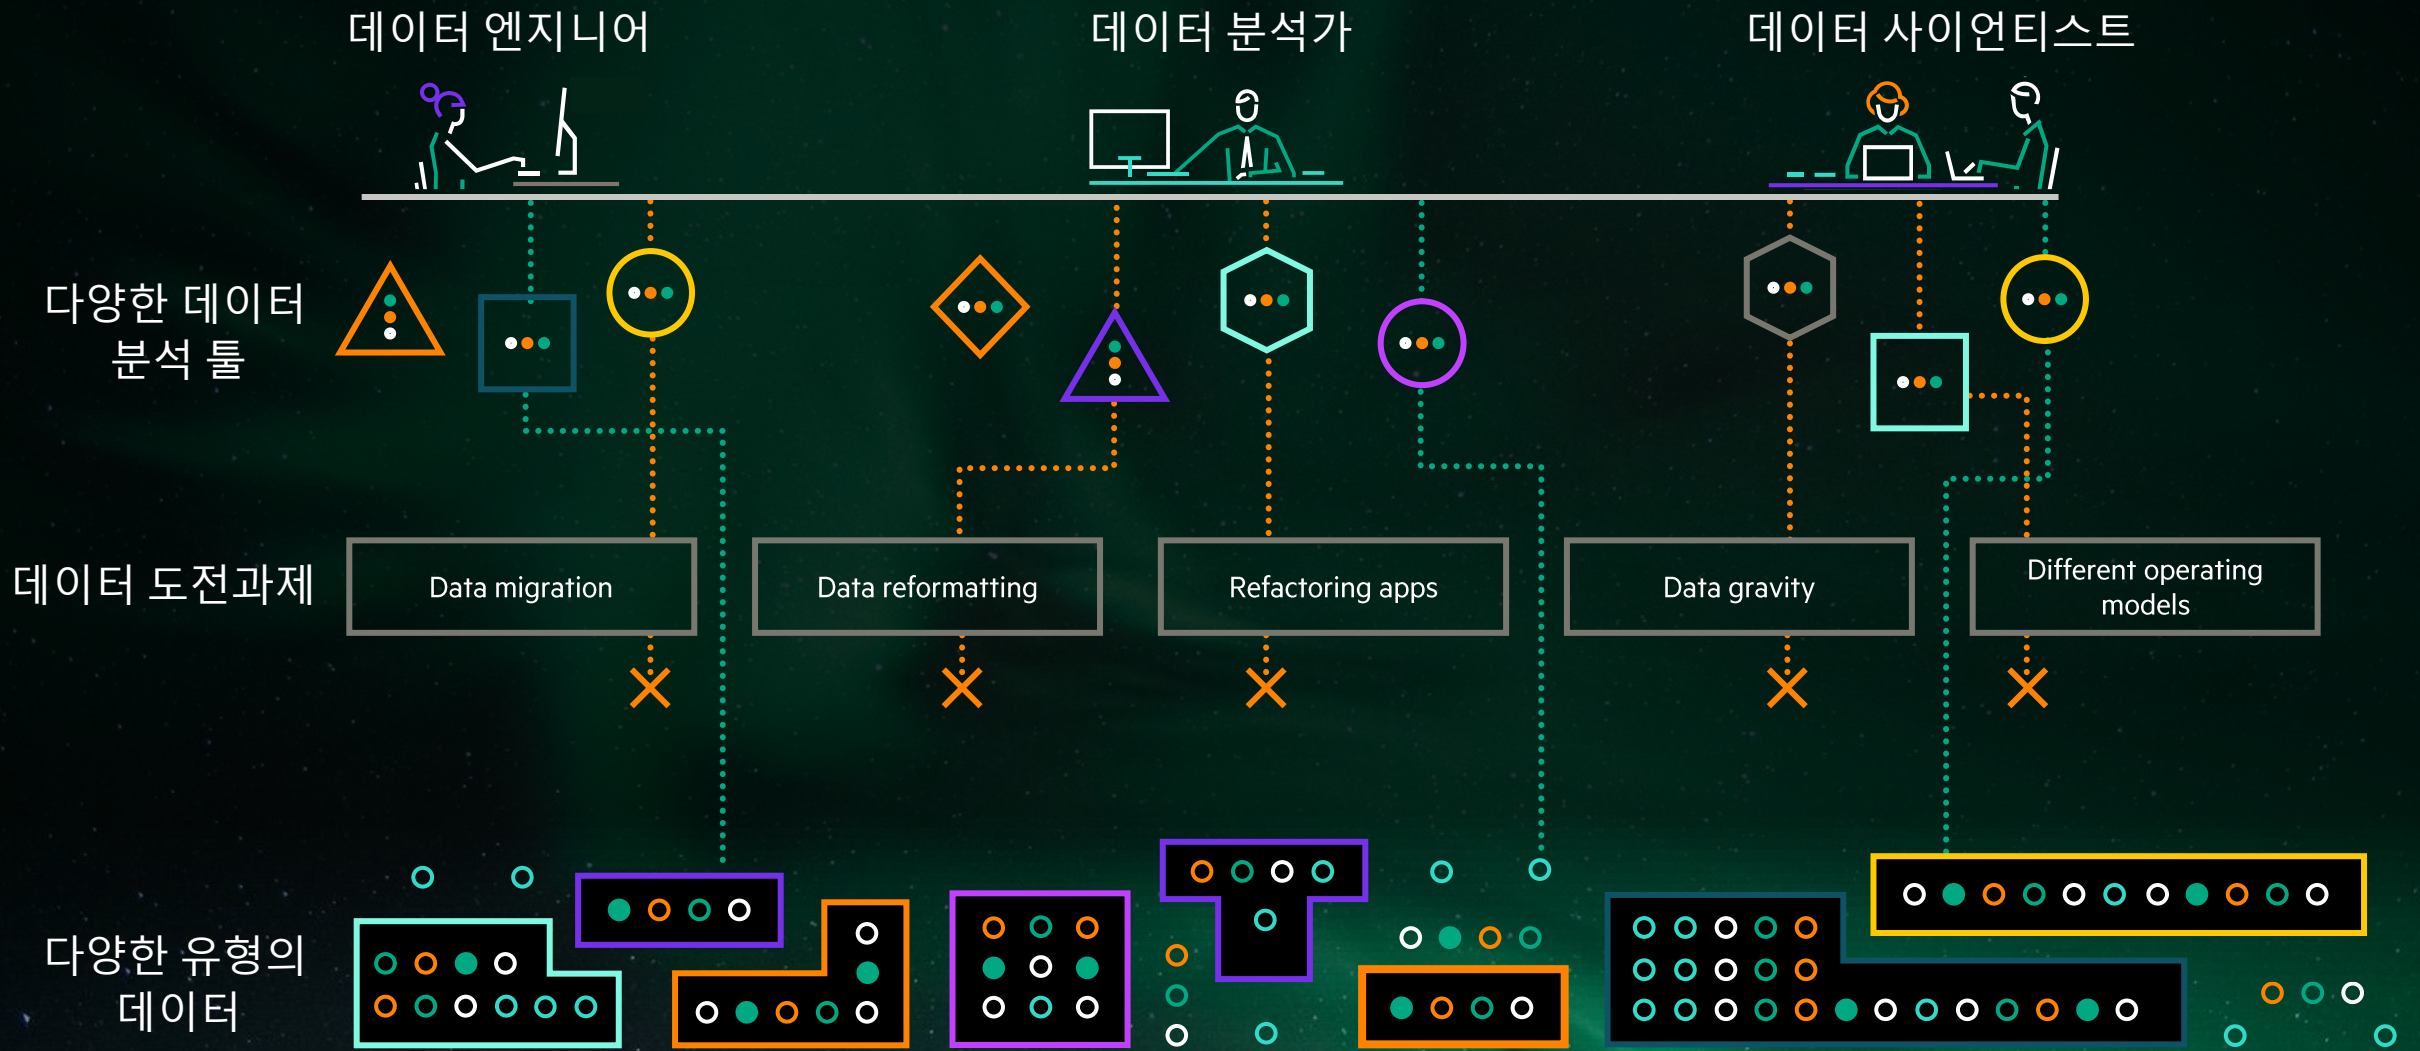 데이터 엔지니어
데이터 분석가
데이터 사이언티스트
다양한 데이터
분석 툴
데이터 도전과제
Data migration
Data reformatting
Refactoring apps
Data gravity
Different operating
models
다양한 유형의
데이터